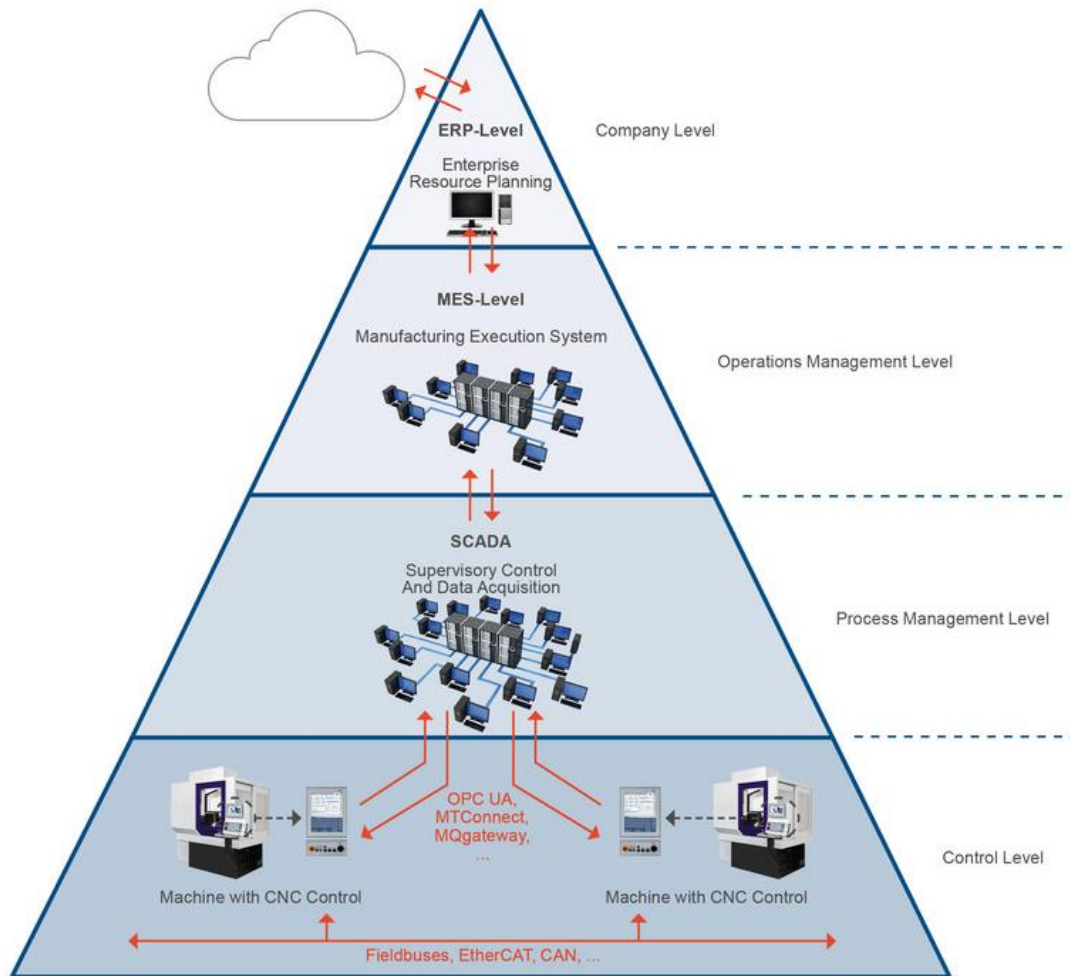 ERP-Level
Company Level
Enterprise
Resource Planning
MES-Level
Manufacturing Execution System
Operations Management Level
SCADA
Supervisory Control
And Data Acquisition
Process Management Level
OPC UA,
MTConnect,
MQgateway,
...
Control Level
Machine with CNC Control
Machine with CNC Control
Fieldbuses, EtherCAT, CAN, ...